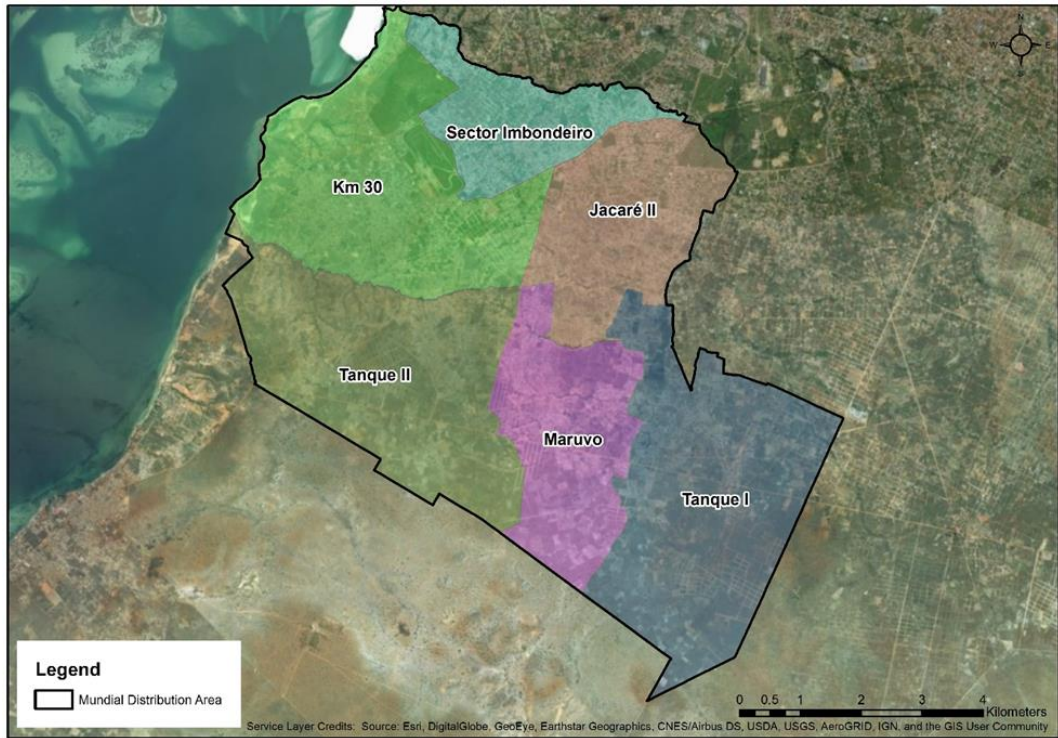 N
W E
S
Sector Imbondeiro
Km 30
Jacaré II
Tanque II
Maruvo
Tanque I
Legend
Mundial Distribution Area
0 0.5 1 2 3 4
Kilometers
Service Layer Credits: Source: Esri, DigitalGlobe, GeoEye, Earthstar Geographics, CNES/Airbus DS, USDA, USGS, AeroGRID, IGN, and the GIS User Community